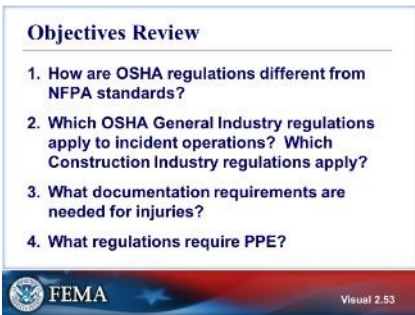 Objectives Review
1. How are OSHA regulations different from
NFPA standards?
2. Which OSHA General Industry regulations
apply to incident operations? Which
Construction Industry regulations apply?
3. What documentation requirements are
needed for injuries?
4. What regulations require PPE?
FEMA
Visual 2.53